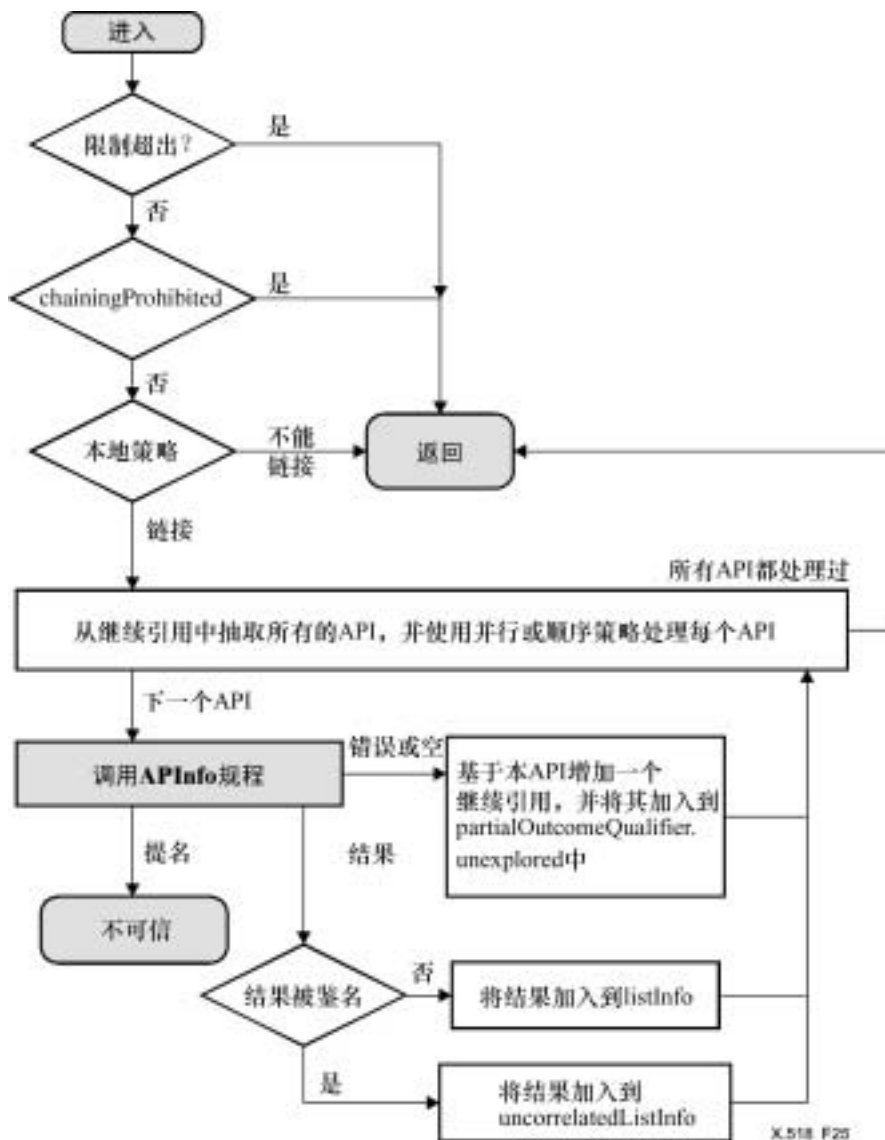 进入
限制超出？
是
否
chainingProhibited
是
否
本地策略
不能
链接
返回
链接
所有API都处理过
从继续引用中抽取所有的API，并使用并行或顺序策略处理每个API
下一个API
调用APInfo规程
错误或空
基于本API增加一个
继续引用，并将其加入到
partialOutcomeQualifier.
unexplored中
提名
结果
不可信
结果被鉴名
否
将结果加入到listInfo
是
将结果加入到
uncorrelatedListInfo
X.518_F25